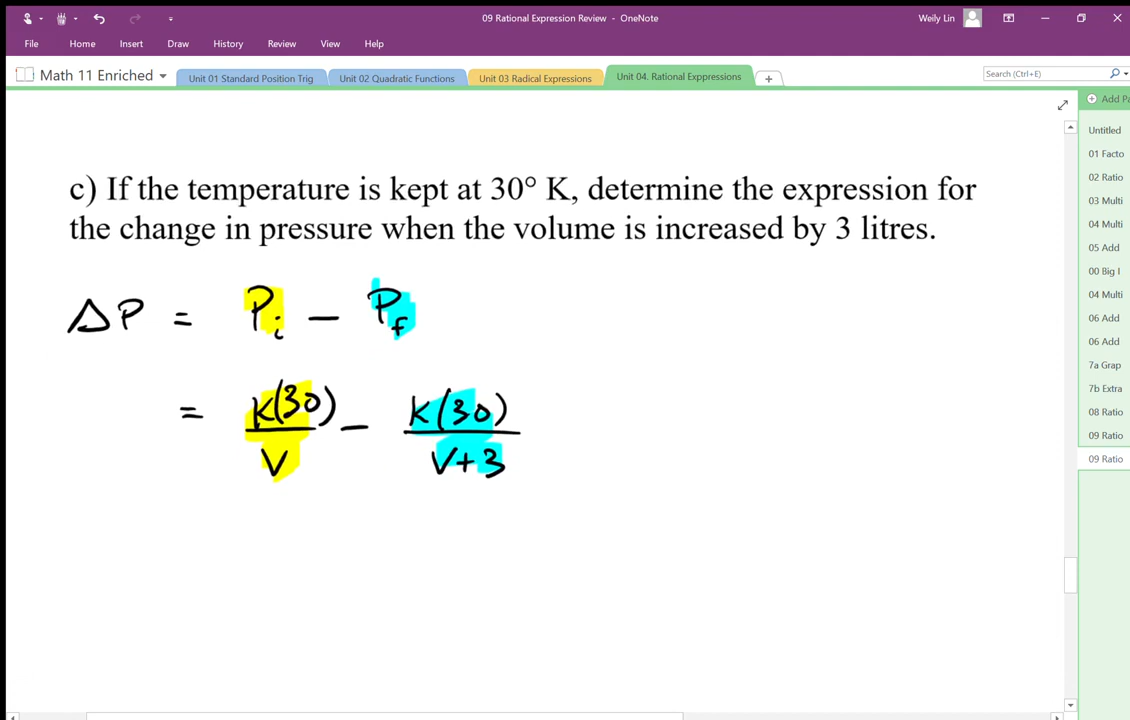 09 Rational Expression Review - OneNote
Weily Lin
File Home Insert Draw History Review View Help
Math 11 Enriched
Unit 01 Standard Position Trig
Unit 02 Quadratic Functions
Unit 03 Radical Expressions
Unit 04. Rational Exppressions
Search (Ctrl+E)
Add Pa
Untitled
01 Facto
02 Ratio
03 Multi
04 Multi
05 Add
00 Big I
04 Multi
06 Add
06 Add
7a Grap
7b Extra
08 Ratio
09 Ratio
09 Ratio
c) If the temperature is kept at 30° K, determine the expression for
the change in pressure when the volume is increased by 3 litres.
ΔP = Pi − Pf
= K(30)/V − K(30)/V+3